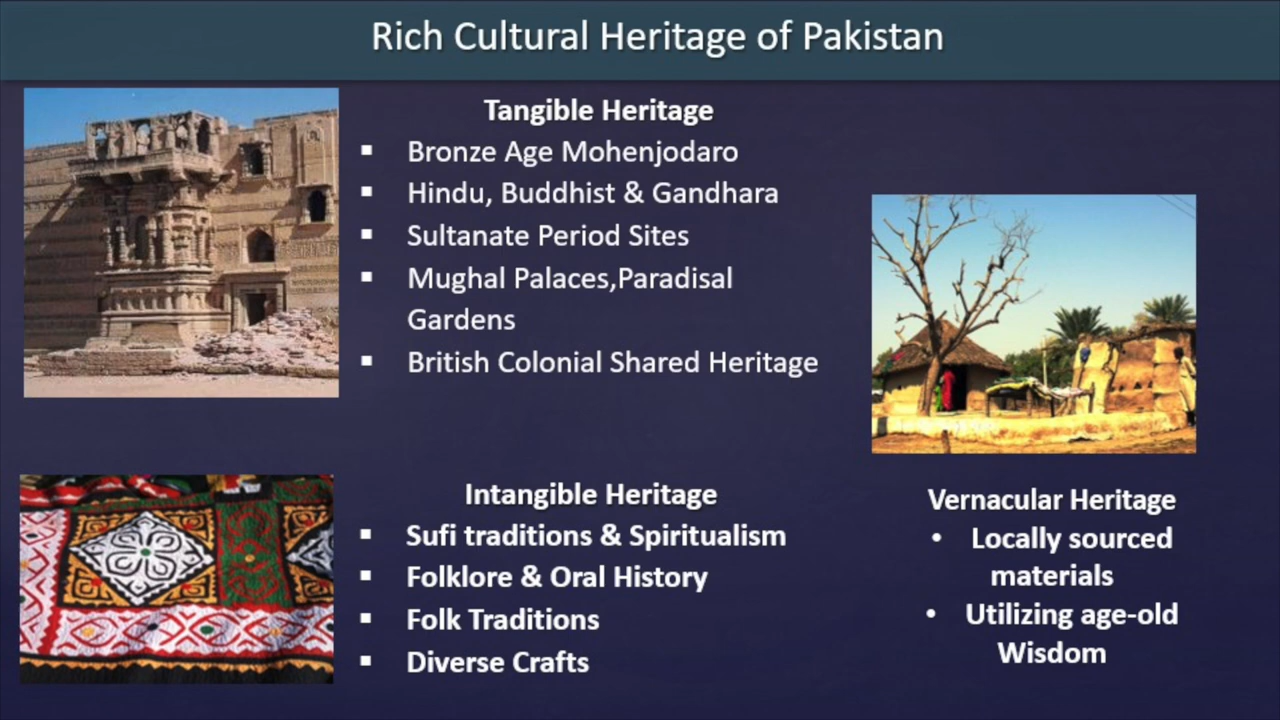 Rich Cultural Heritage of Pakistan
Tangible Heritage
▪ Bronze Age Mohenjodaro
▪ Hindu, Buddhist & Gandhara
▪ Sultanate Period Sites
▪ Mughal Palaces,Paradisal
Gardens
▪ British Colonial Shared Heritage
Intangible Heritage
▪ Sufi traditions & Spiritualism
▪ Folklore & Oral History
▪ Folk Traditions
▪ Diverse Crafts
Vernacular Heritage
• Locally sourced
materials
• Utilizing age-old
Wisdom